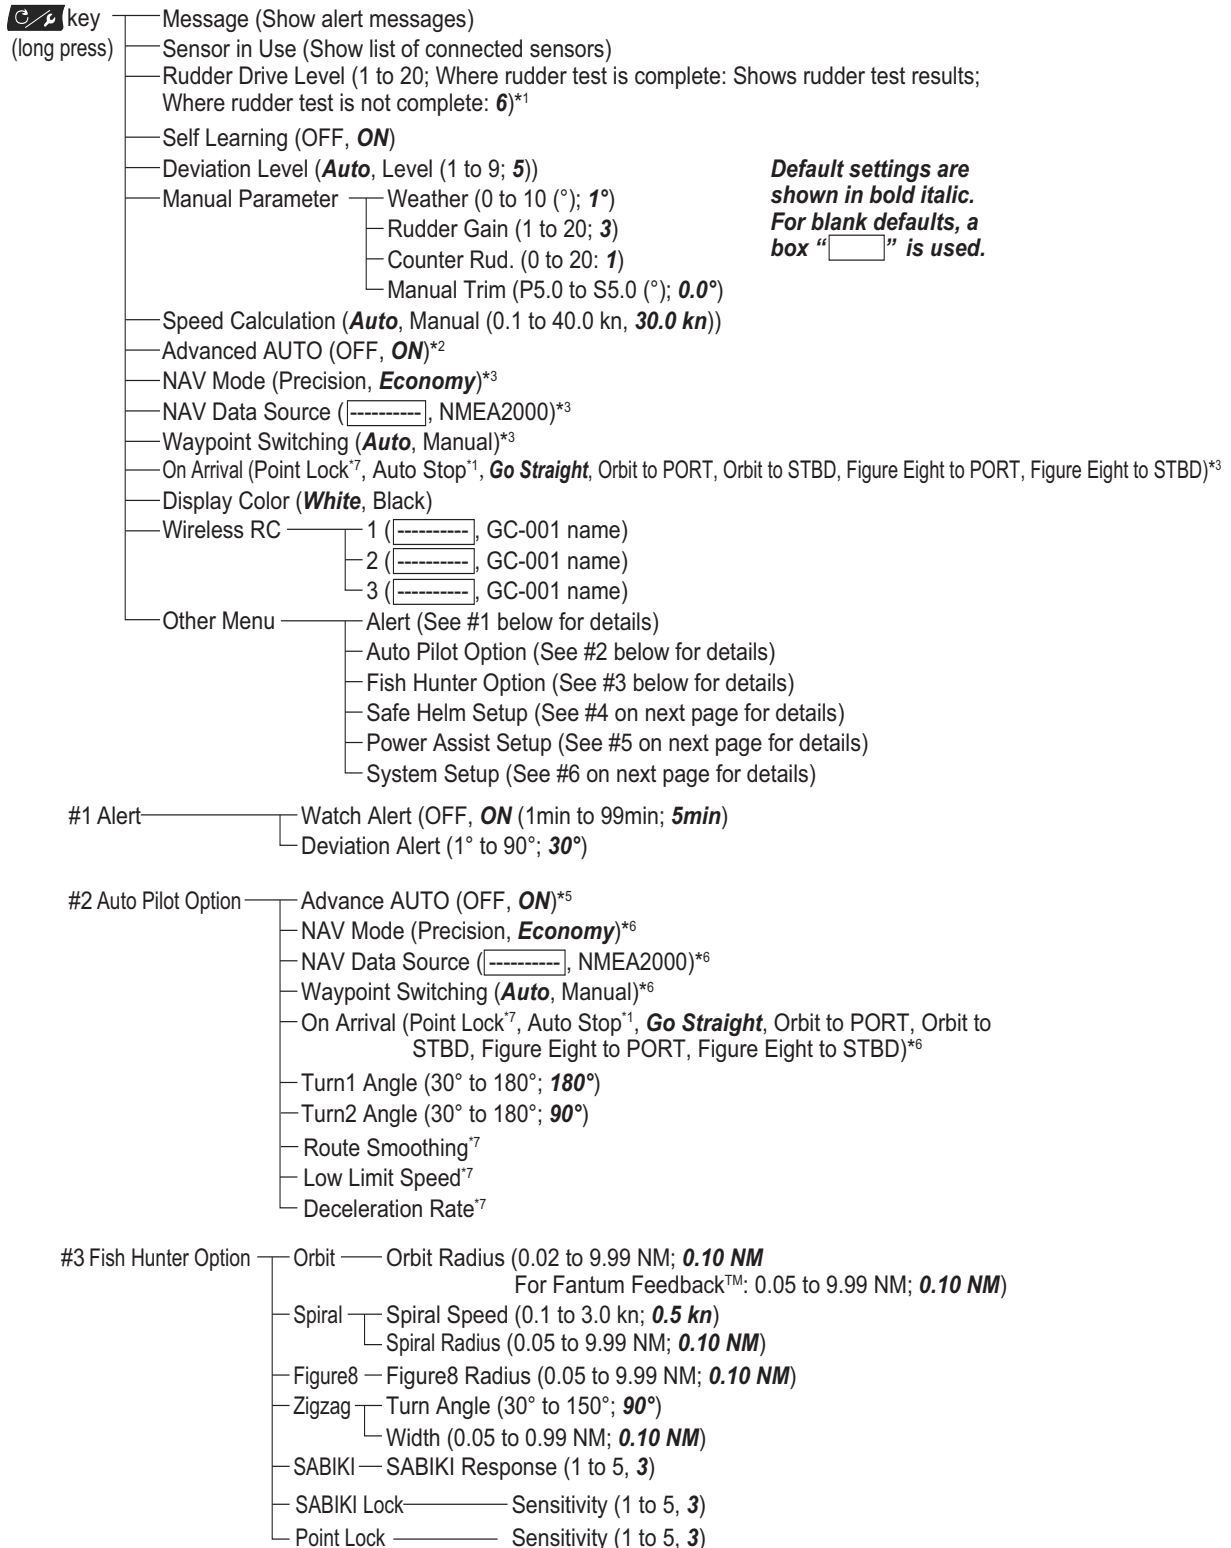 key
(long press)
Message (Show alert messages)
Sensor in Use (Show list of connected sensors)
Rudder Drive Level (1 to 20; Where rudder test is complete: Shows rudder test results;
Where rudder test is not complete: 6)*1
Self Learning (OFF, ON)
Deviation Level (Auto, Level (1 to 9; 5))
Manual Parameter
Weather (0 to 10 (°); 1°)
Rudder Gain (1 to 20; 3)
Counter Rud. (0 to 20: 1)
Manual Trim (P5.0 to S5.0 (°); 0.0°)
Default settings are
shown in bold italic.
For blank defaults, a
box “ ” is used.
Speed Calculation (Auto, Manual (0.1 to 40.0 kn, 30.0 kn))
Advanced AUTO (OFF, ON)*2
NAV Mode (Precision, Economy)*3
NAV Data Source (----------, NMEA2000)*3
Waypoint Switching (Auto, Manual)*3
On Arrival (Point Lock*7, Auto Stop*1, Go Straight, Orbit to PORT, Orbit to STBD, Figure Eight to PORT, Figure Eight to STBD)*3
Display Color (White, Black)
Wireless RC
1 (----------, GC-001 name)
2 (----------, GC-001 name)
3 (----------, GC-001 name)
Other Menu
Alert (See #1 below for details)
Auto Pilot Option (See #2 below for details)
Fish Hunter Option (See #3 below for details)
Safe Helm Setup (See #4 on next page for details)
Power Assist Setup (See #5 on next page for details)
System Setup (See #6 on next page for details)
#1 Alert
Watch Alert (OFF, ON (1min to 99min; 5min)
Deviation Alert (1° to 90°; 30°)
#2 Auto Pilot Option
Advance AUTO (OFF, ON)*5
NAV Mode (Precision, Economy)*6
NAV Data Source (----------, NMEA2000)*6
Waypoint Switching (Auto, Manual)*6
On Arrival (Point Lock*7, Auto Stop*1, Go Straight, Orbit to PORT, Orbit to
STBD, Figure Eight to PORT, Figure Eight to STBD)*6
Turn1 Angle (30° to 180°; 180°)
Turn2 Angle (30° to 180°; 90°)
Route Smoothing*7
Low Limit Speed*7
Deceleration Rate*7
#3 Fish Hunter Option
Orbit
Orbit Radius (0.02 to 9.99 NM; 0.10 NM
For Fantum Feedback™: 0.05 to 9.99 NM; 0.10 NM)
Spiral
Spiral Speed (0.1 to 3.0 kn; 0.5 kn)
Spiral Radius (0.05 to 9.99 NM; 0.10 NM)
Figure8
Figure8 Radius (0.05 to 9.99 NM; 0.10 NM)
Zigzag
Turn Angle (30° to 150°; 90°)
Width (0.05 to 0.99 NM; 0.10 NM)
SABIKI
SABIKI Response (1 to 5, 3)
SABIKI Lock
Sensitivity (1 to 5, 3)
Point Lock
Sensitivity (1 to 5, 3)